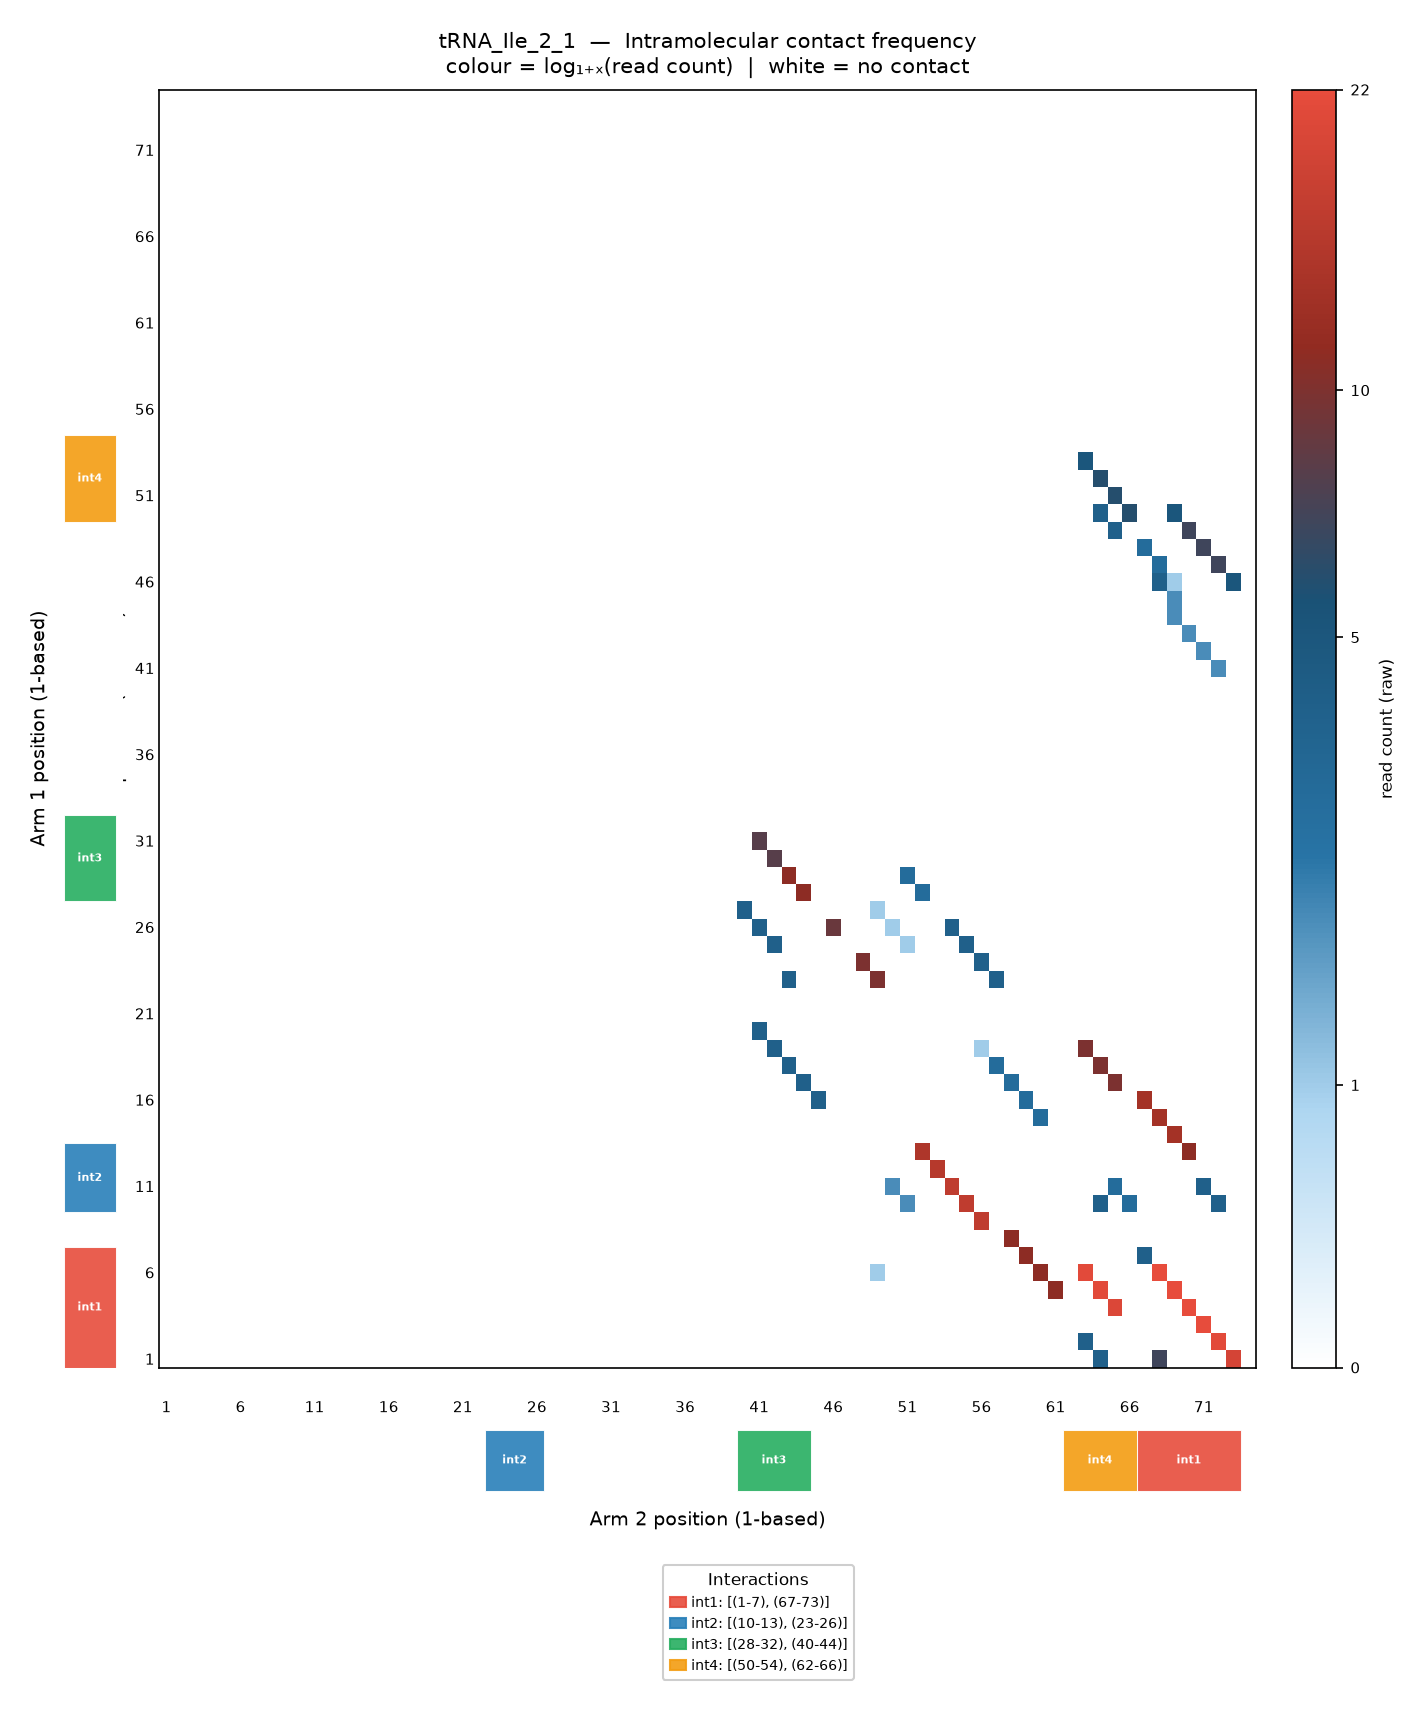 tRNA_Ile_2_1 — Intramolecular contact frequency
colour = log₁₊ₓ(read count) | white = no contact
22
10
5
1
0
read count (raw)
Arm 1 position (1-based)
71
66
61
56
51
46
41
36
31
26
21
16
11
6
1
int4
int3
int2
int1
1 6 11 16 21 26 31 36 41 46 51 56 61 66 71
int2 int3 int4 int1
Arm 2 position (1-based)
Interactions
int1: [(1-7), (67-73)]
int2: [(10-13), (23-26)]
int3: [(28-32), (40-44)]
int4: [(50-54), (62-66)]